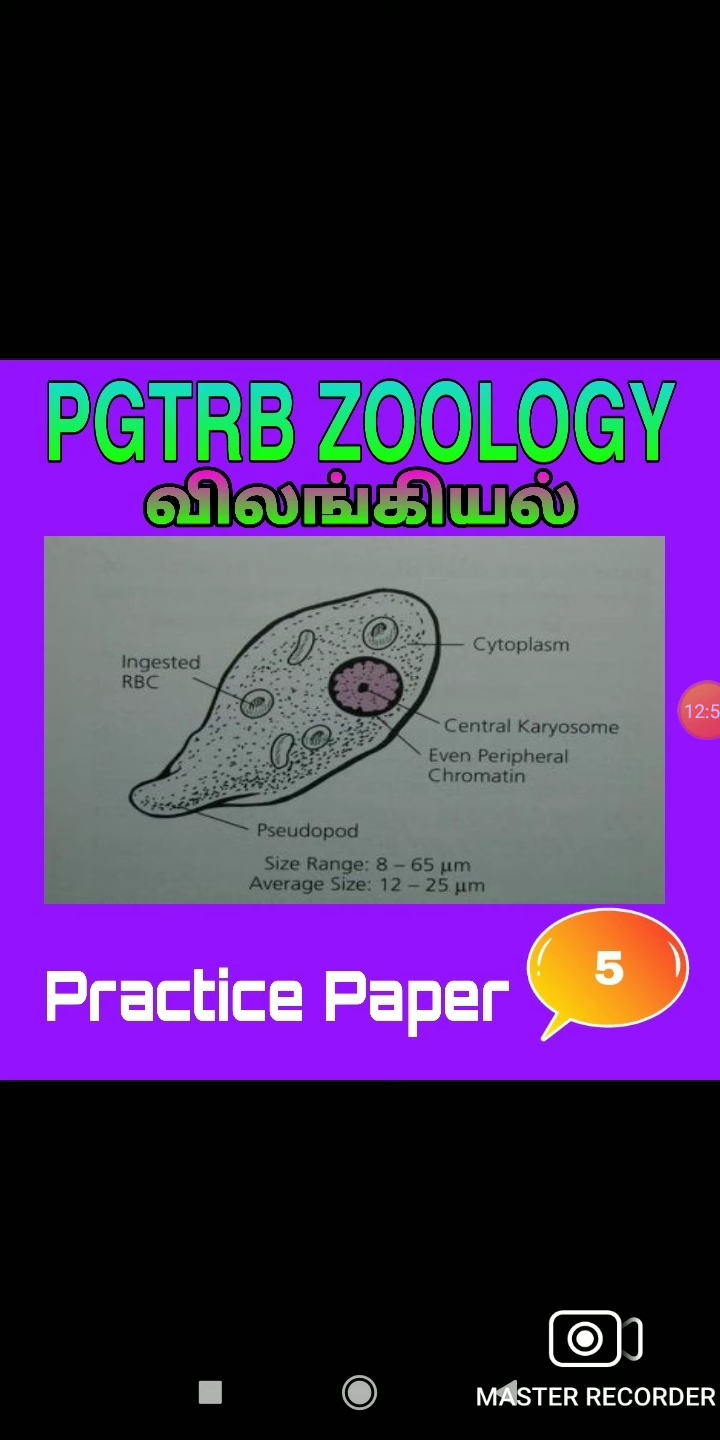 PGTRB ZOOLOGY
விலங்கியல்
Ingested
RBC
Cytoplasm
Central Karyosome
Even Peripheral
Chromatin
Pseudopod
Size Range: 8 – 65 μm
Average Size: 12 – 25 μm
Practice Paper
5
12:5
MASTER RECORDER